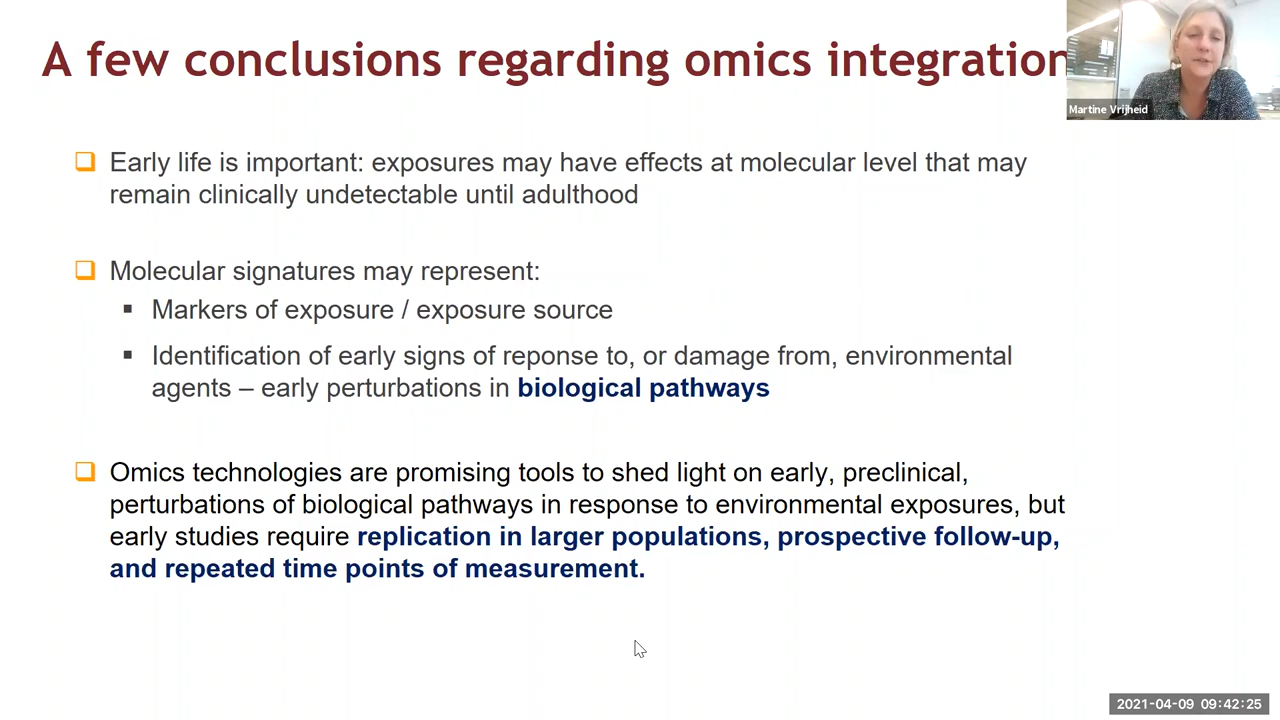 A few conclusions regarding omics integration
Martine Vrijheid
Early life is important: exposures may have effects at molecular level that may
remain clinically undetectable until adulthood
Molecular signatures may represent:
Markers of exposure / exposure source
Identification of early signs of reponse to, or damage from, environmental
agents – early perturbations in biological pathways
Omics technologies are promising tools to shed light on early, preclinical,
perturbations of biological pathways in response to environmental exposures, but
early studies require replication in larger populations, prospective follow-up,
and repeated time points of measurement.
2021-04-09 09:42:25